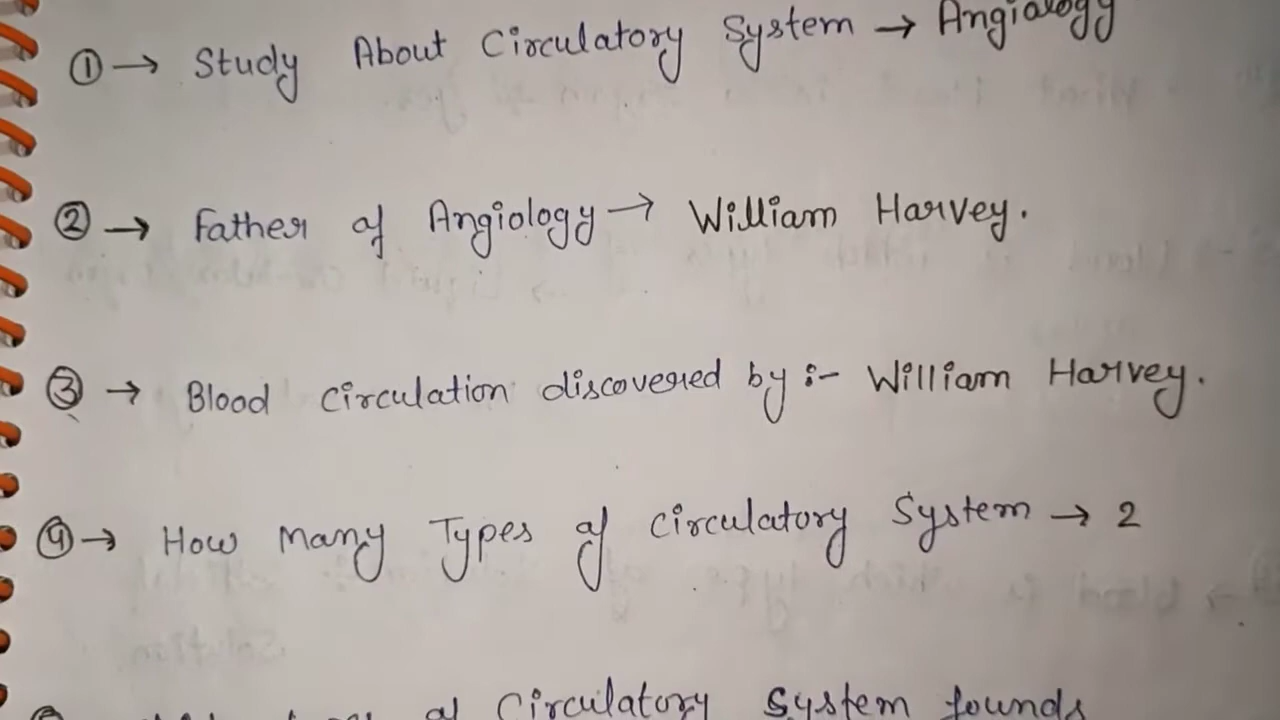 ① → Study About Circulatory System → Angiology
② → Father of Angiology → William Harvey.
③ → Blood circulation discovered by :- William Harvey.
④ → How Many Types of circulatory System → 2
of Circulatory System founds